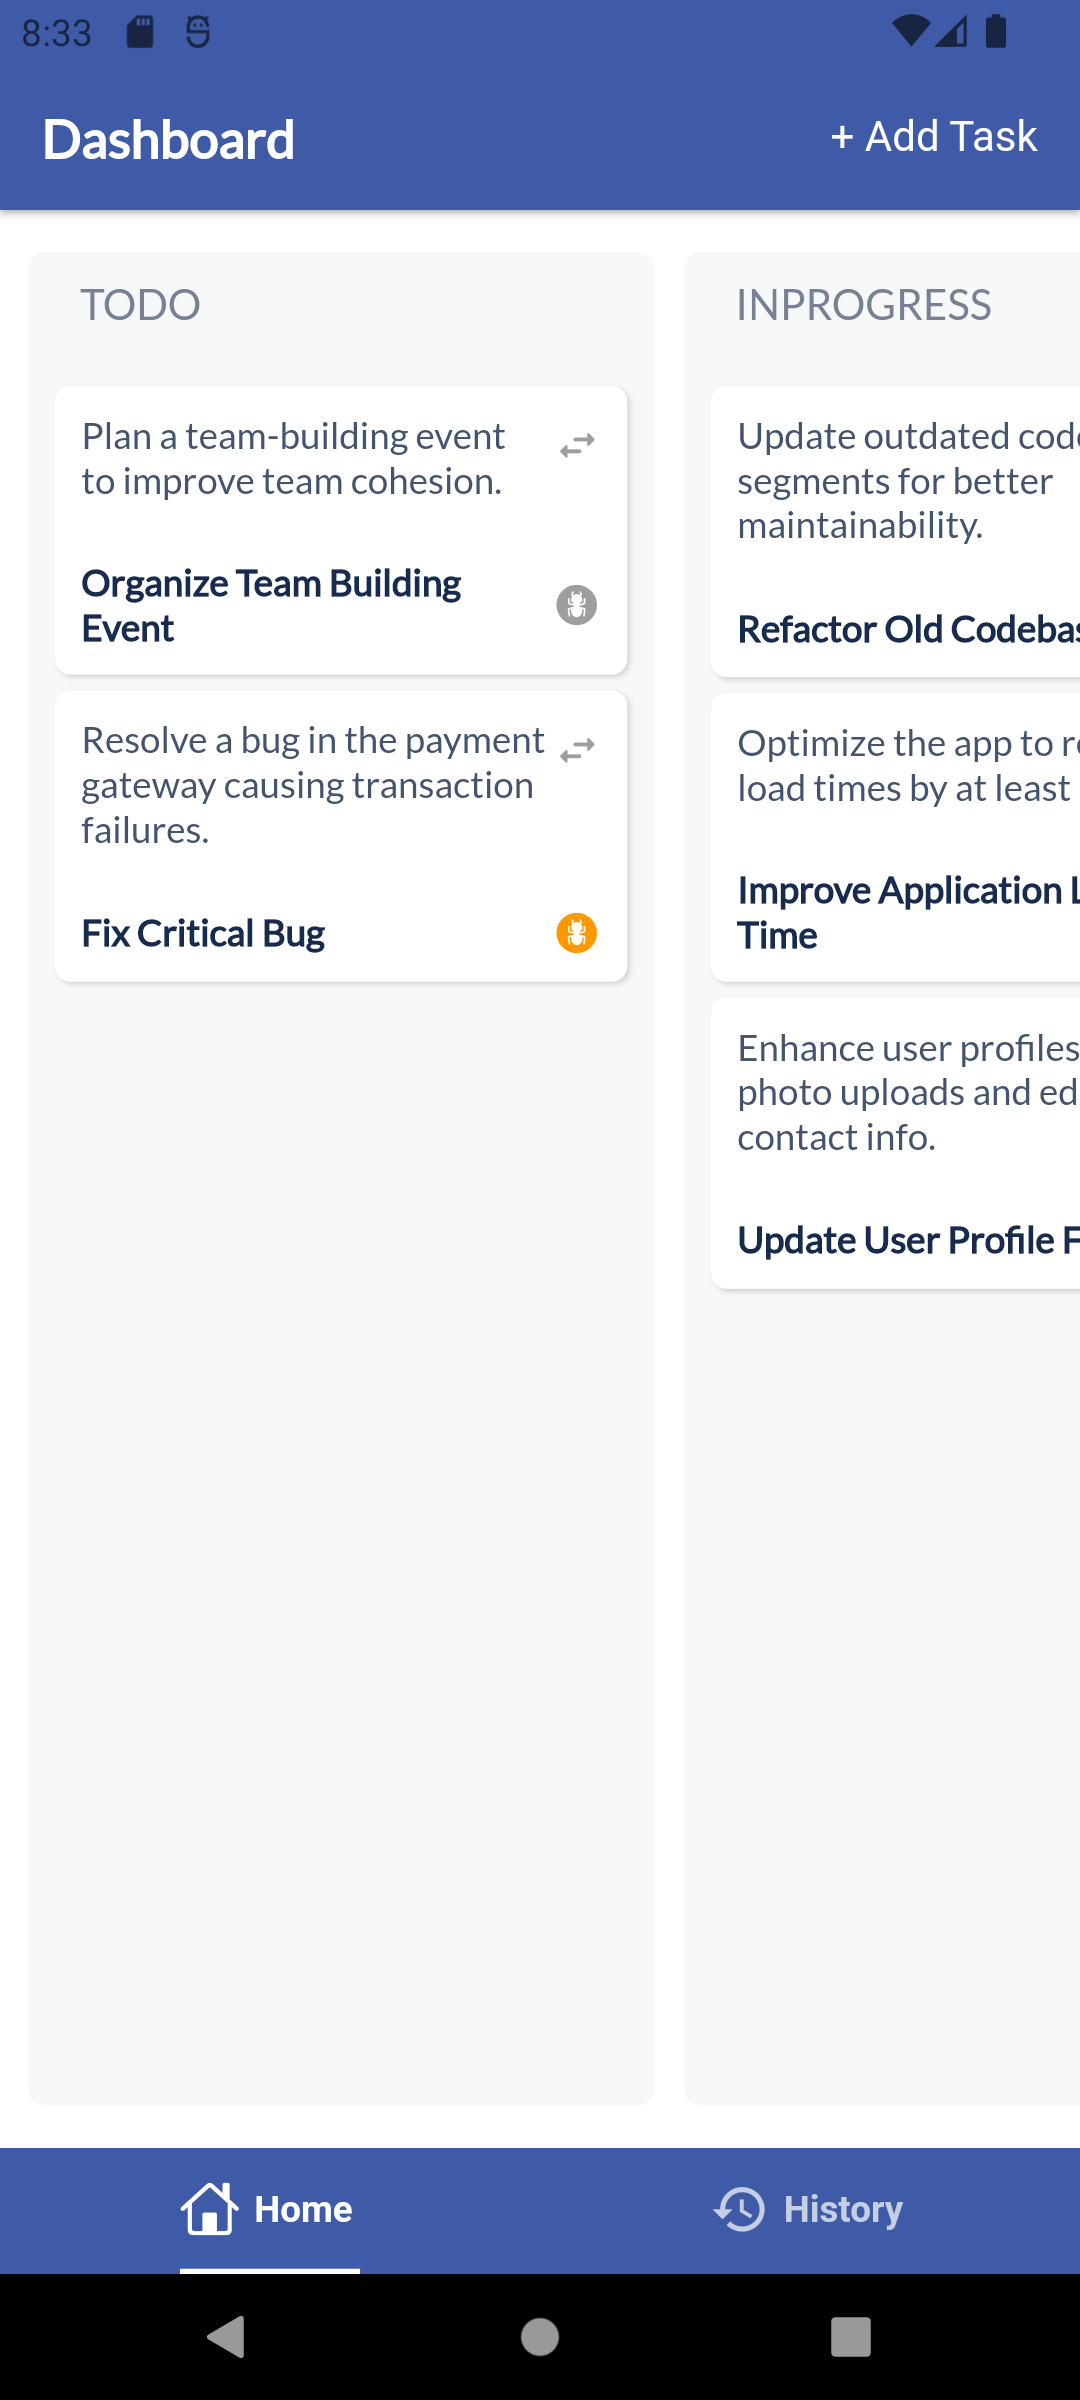 8:33
Dashboard
+ Add Task
TODO
Plan a team-building event
to improve team cohesion.
Organize Team Building
Event
Resolve a bug in the payment
gateway causing transaction
failures.
Fix Critical Bug
INPROGRESS
Update outdated
segments for better
maintainability.
Refactor Old
Optimize the app to
load times by at least
Improve Application
Time
Enhance user profiles
photo uploads and
contact info.
Update User Profile
Home
History